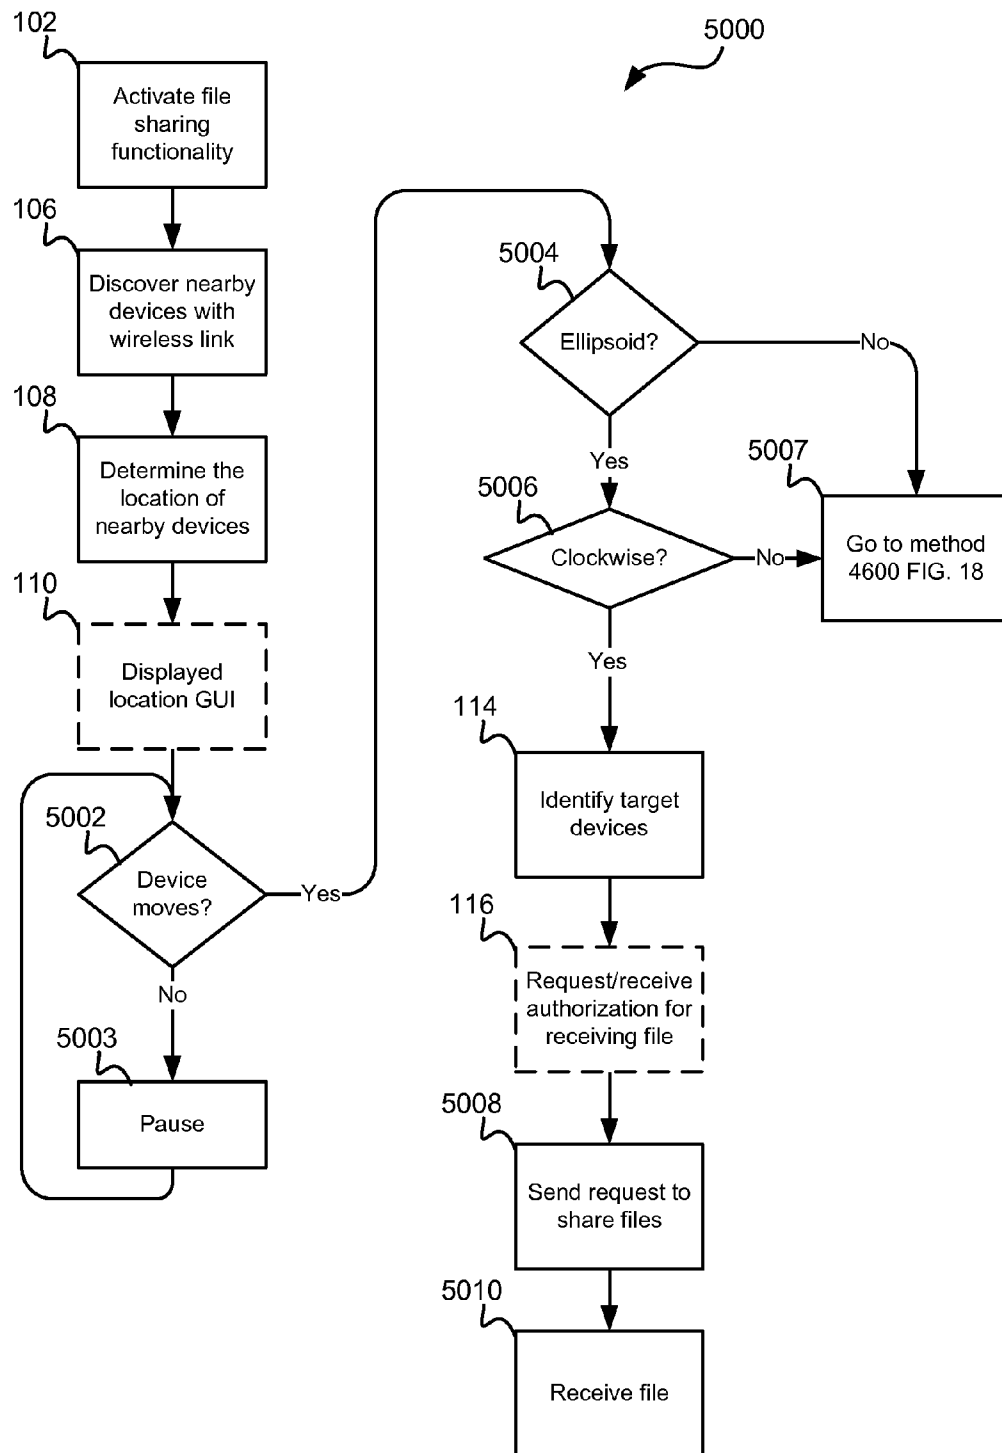 102
Activate file
sharing
functionality
106
Discover nearby
devices with
wireless link
108
Determine the
location of
nearby devices
110
Displayed
location GUI
5002
Device
moves?
Yes
No
5003
Pause
5000
5004
Ellipsoid?
No
Yes
5006
Clockwise?
No
Yes
5007
Go to method
4600 FIG. 18
114
Identify target
devices
116
Request/receive
authorization for
receiving file
5008
Send request to
share files
5010
Receive file